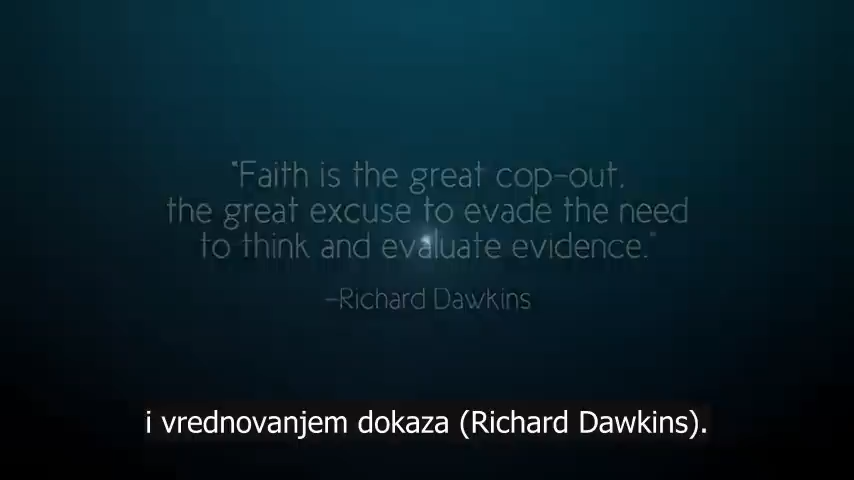 "Faith is the great cop-out,
the great excuse to evade the need
to think and evaluate evidence."
-Richard Dawkins
i vrednovanjem dokaza (Richard Dawkins).